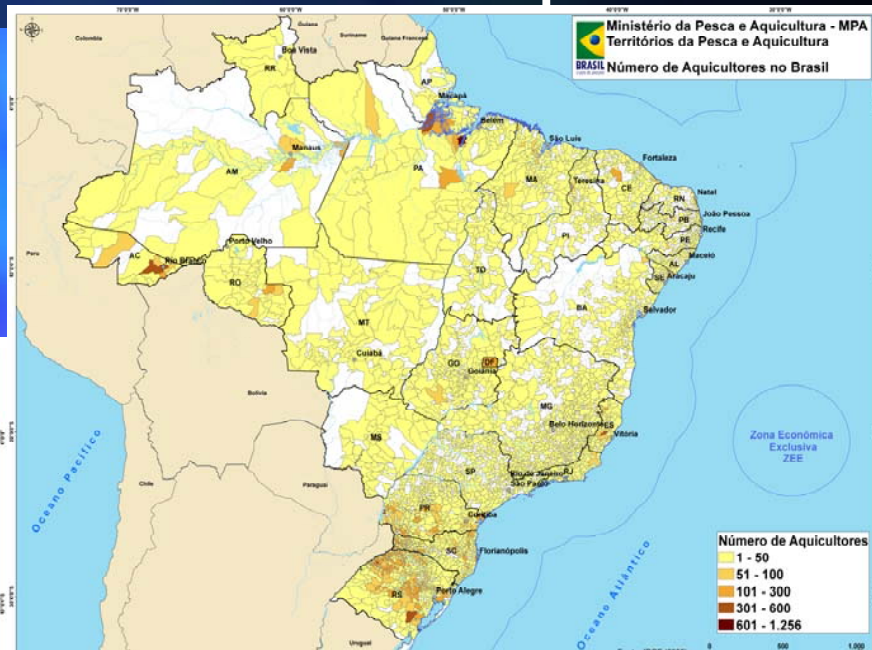 Ministério da Pesca e Aquicultura - MPA
Territórios da Pesca e Aquicultura
BRASIL
Número de Aquicultores no Brasil
Colombia
Guiana
Suriname
Guiana Francesa
Boa Vista
RR
AP
Macapá
Belém
São Luis
Fortaleza
Manaus
AM
PA
MA
Teresina
CE
RN
Natal
PB
João Pessoa
PI
PE
Recife
AL
Maceió
SE
Aracaju
Peru
AC
Rio Branco
Porto Velho
RO
TO
BA
Salvador
MT
Cuiabá
GO
DF
Goiânia
Bolívia
MG
Belo Horizonte
ES
Vitória
MS
SP
Rio de Janeiro
RJ
São Paulo
Zona Económica
Exclusiva
ZEE
Oceano Pacífico
Chile
Paraguai
PR
Curitiba
SC
Florianópolis
RS
Porto Alegre
Uruguai
Oceano Atlântico
Número de Aquicultores
1 - 50
51 - 100
101 - 300
301 - 600
601 - 1.256
0 500 1.000